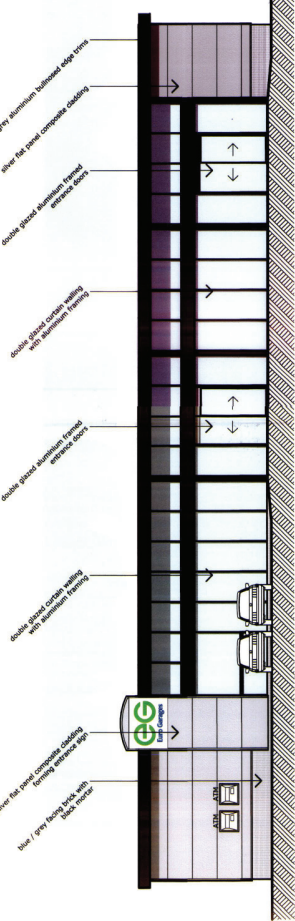 grey aluminium bullnosed edge trims
silver flat panel composite cladding
double glazed aluminium framed
entrance doors
double glazed curtain walling
with aluminium framing
double glazed aluminium framed
entrance doors
double glazed curtain walling
with aluminium framing
silver flat panel composite cladding
forming entrance sign
blue / grey facing brick with
black mortar
eG
Euro Garages
ATM
ATM